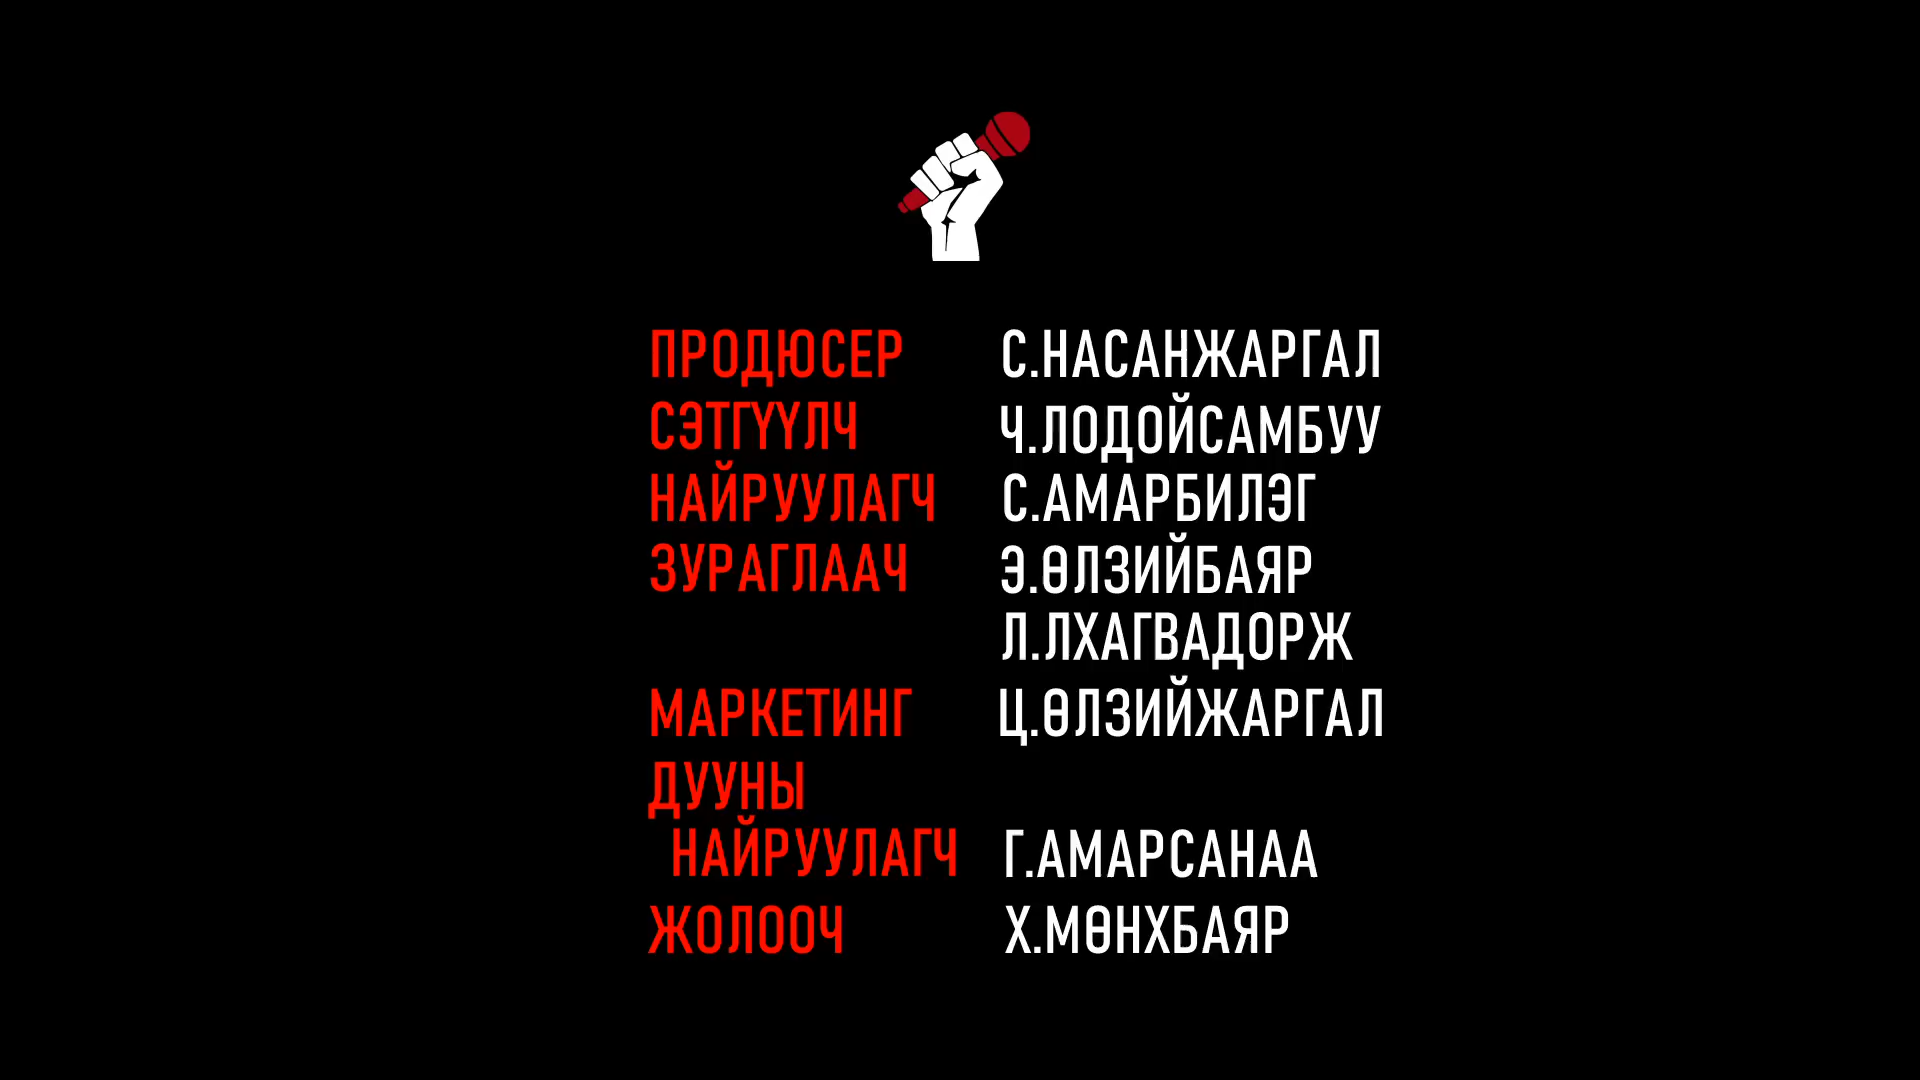 ПРОДЮСЕР С.НАСАНЖАРГАЛ
СЭТГҮҮЛЧ Ч.ЛОДОЙСАМБУУ
НАЙРУУЛАГЧ С.АМАРБИЛЭГ
ЗУРАГЛААЧ Э.ӨЛЗИЙБАЯР
Л.ЛХАГВАДОРЖ
МАРКЕТИНГ Ц.ӨЛЗИЙЖАРГАЛ
ДУУНЫ
НАЙРУУЛАГЧ Г.АМАРСАНАА
ЖОЛООЧ Х.МӨНХБАЯР